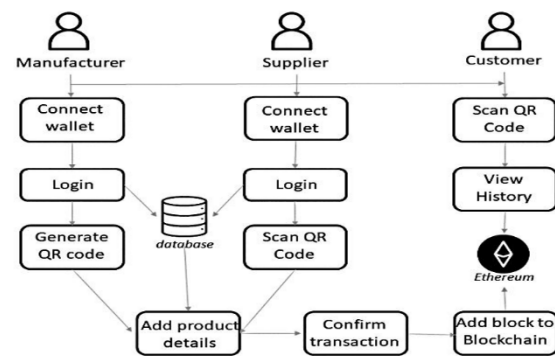 Manufacturer
Supplier
Customer
Connect
wallet
Connect
wallet
Scan QR
Code
Login
Login
View
History
database
Generate
QR code
Scan QR
Code
Ethereum
Add product
details
Confirm
transaction
Add block to
Blockchain